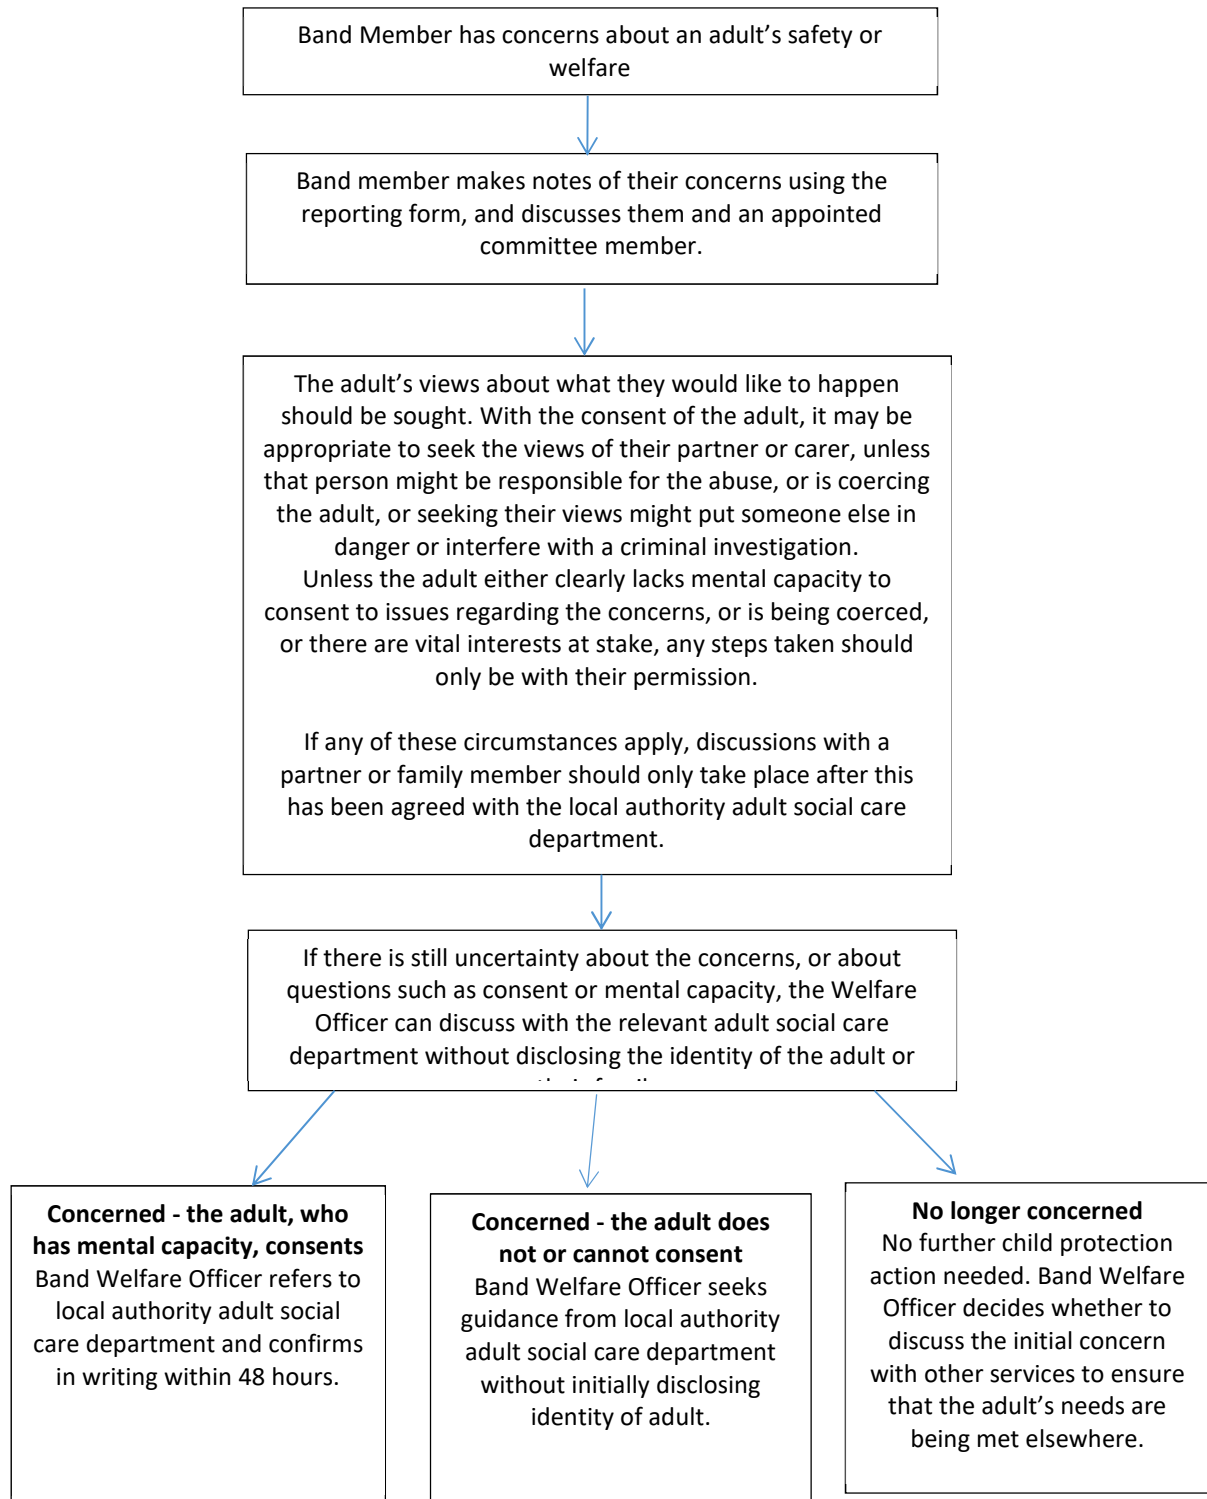 Band Member has concerns about an adult's safety or
welfare
Band member makes notes of their concerns using the
reporting form, and discusses them and an appointed
committee member.
The adult's views about what they would like to happen
should be sought. With the consent of the adult, it may be
appropriate to seek the views of their partner or carer, unless
that person might be responsible for the abuse, or is coercing
the adult, or seeking their views might put someone else in
danger or interfere with a criminal investigation.
Unless the adult either clearly lacks mental capacity to
consent to issues regarding the concerns, or is being coerced,
or there are vital interests at stake, any steps taken should
only be with their permission.
If any of these circumstances apply, discussions with a
partner or family member should only take place after this
has been agreed with the local authority adult social care
department.
If there is still uncertainty about the concerns, or about
questions such as consent or mental capacity, the Welfare
Officer can discuss with the relevant adult social care
department without disclosing the identity of the adult or
Concerned - the adult, who
has mental capacity, consents
Band Welfare Officer refers to
local authority adult social
care department and confirms
in writing within 48 hours.
Concerned - the adult does
not or cannot consent
Band Welfare Officer seeks
guidance from local authority
adult social care department
without initially disclosing
identity of adult.
No longer concerned
No further child protection
action needed. Band Welfare
Officer decides whether to
discuss the initial concern
with other services to ensure
that the adult's needs are
being met elsewhere.